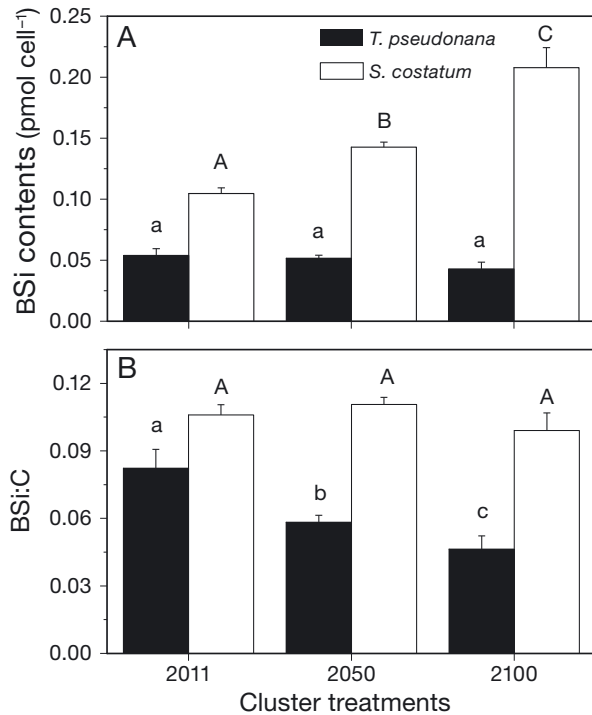 A
T. pseudonana
S. costatum
BSi contents (pmol cell⁻¹)
0.25
0.20
0.15
0.10
0.05
0.00
a
A
a
B
a
C
B
BSi:C
0.12
0.09
0.06
0.03
0.00
a
A
b
A
c
A
2011
2050
2100
Cluster treatments